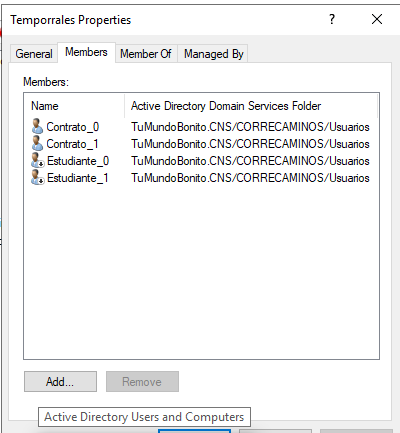 Temporrales Properties
General Members Member Of Managed By
Members:
Name Active Directory Domain Services Folder
Contrato_0 TuMundoBonito.CNS/CORRECAMINOS/Usuarios
Contrato_1 TuMundoBonito.CNS/CORRECAMINOS/Usuarios
Estudiante_0 TuMundoBonito.CNS/CORRECAMINOS/Usuarios
Estudiante_1 TuMundoBonito.CNS/CORRECAMINOS/Usuarios
Add... Remove
Active Directory Users and Computers